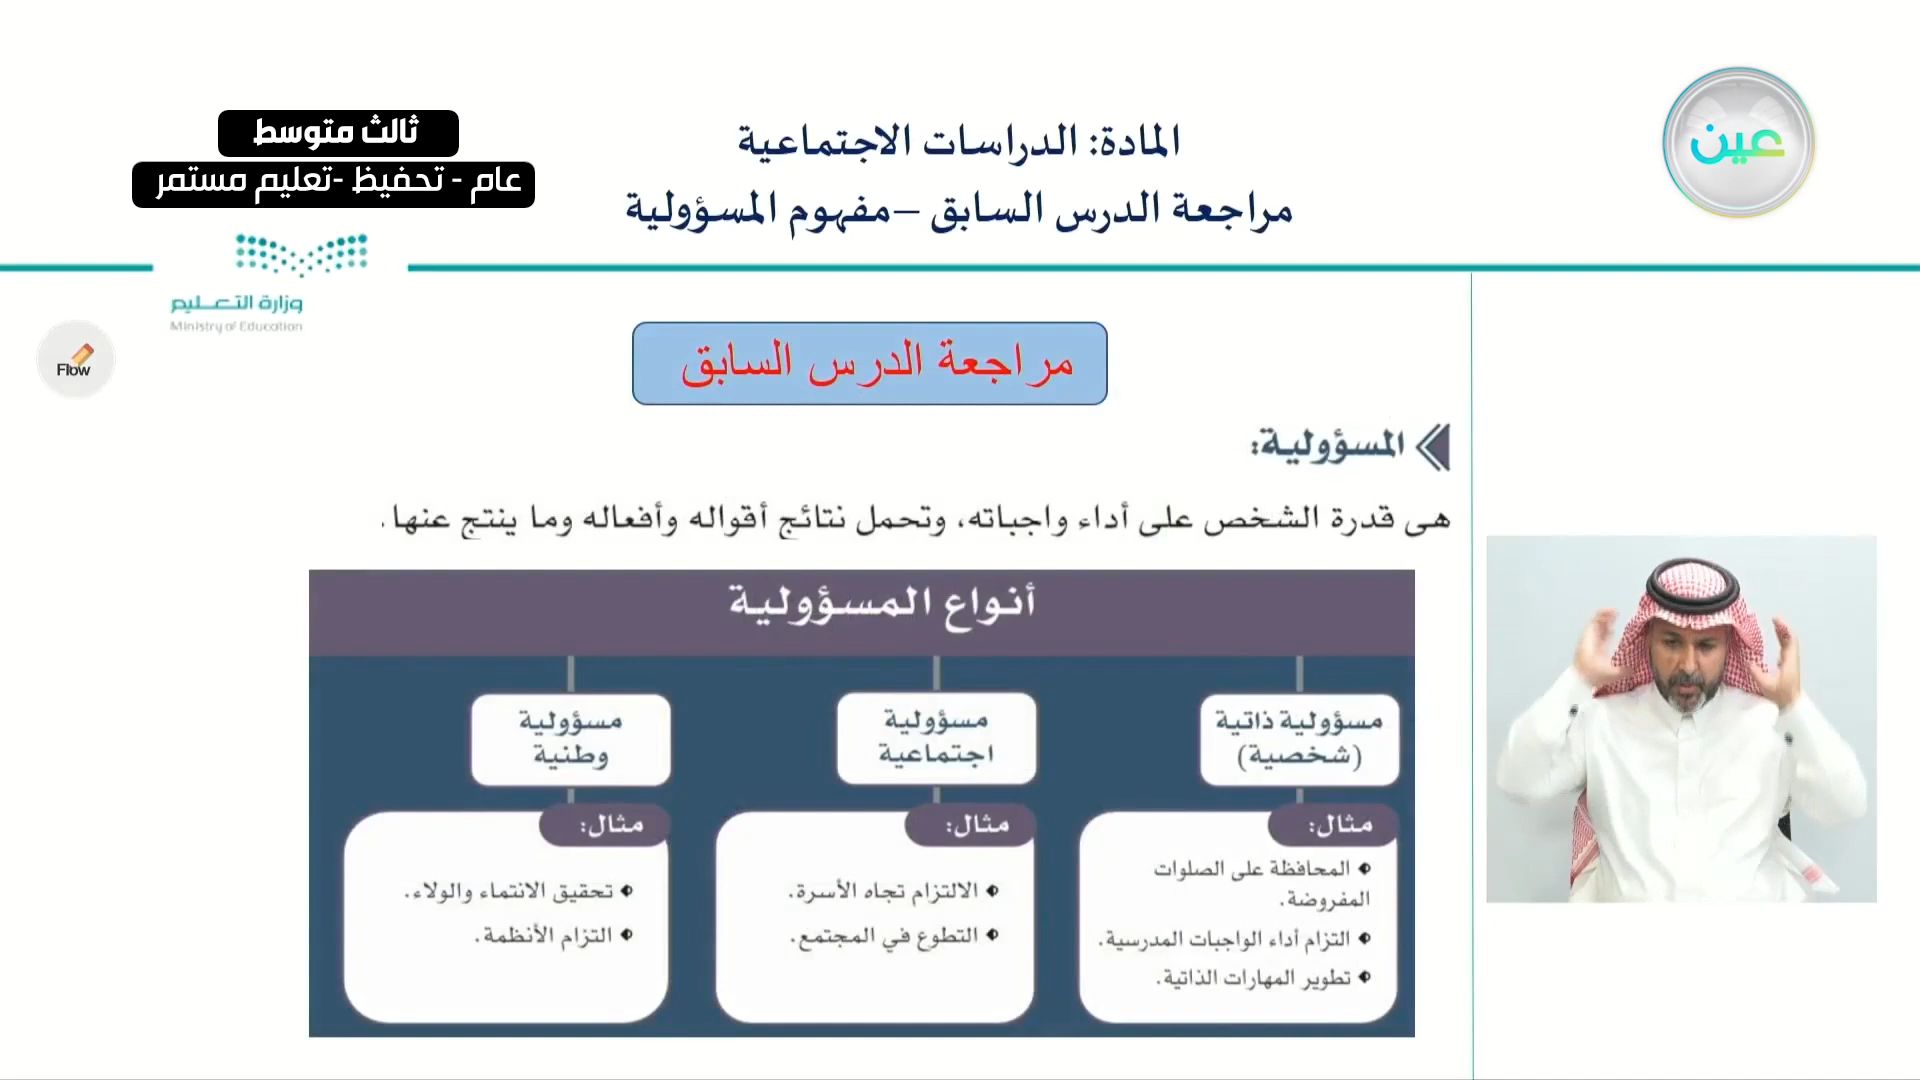 المادة: الدراسات الاجتماعية
مراجعة الدرس السابق –مفهوم المسؤولية
عين
ثالث متوسط
عام - تحفيظ -تعليم مستمر
وزارة التعليم
Ministry of Education
Flow
مراجعة الدرس السابق
المسؤولية:
هي قدرة الشخص على أداء واجباته، وتحمل نتائج أقواله وأفعاله وما ينتج عنها.
أنواع المسؤولية
مسؤولية ذاتية
(شخصية)
مثال:
المحافظة على الصلوات
المفروضة.
التزام أداء الواجبات المدرسية.
تطوير المهارات الذاتية.
مسؤولية
اجتماعية
مثال:
الالتزام تجاه الأسرة.
التطوع في المجتمع.
مسؤولية
وطنية
مثال:
تحقيق الانتماء والولاء.
التزام الأنظمة.